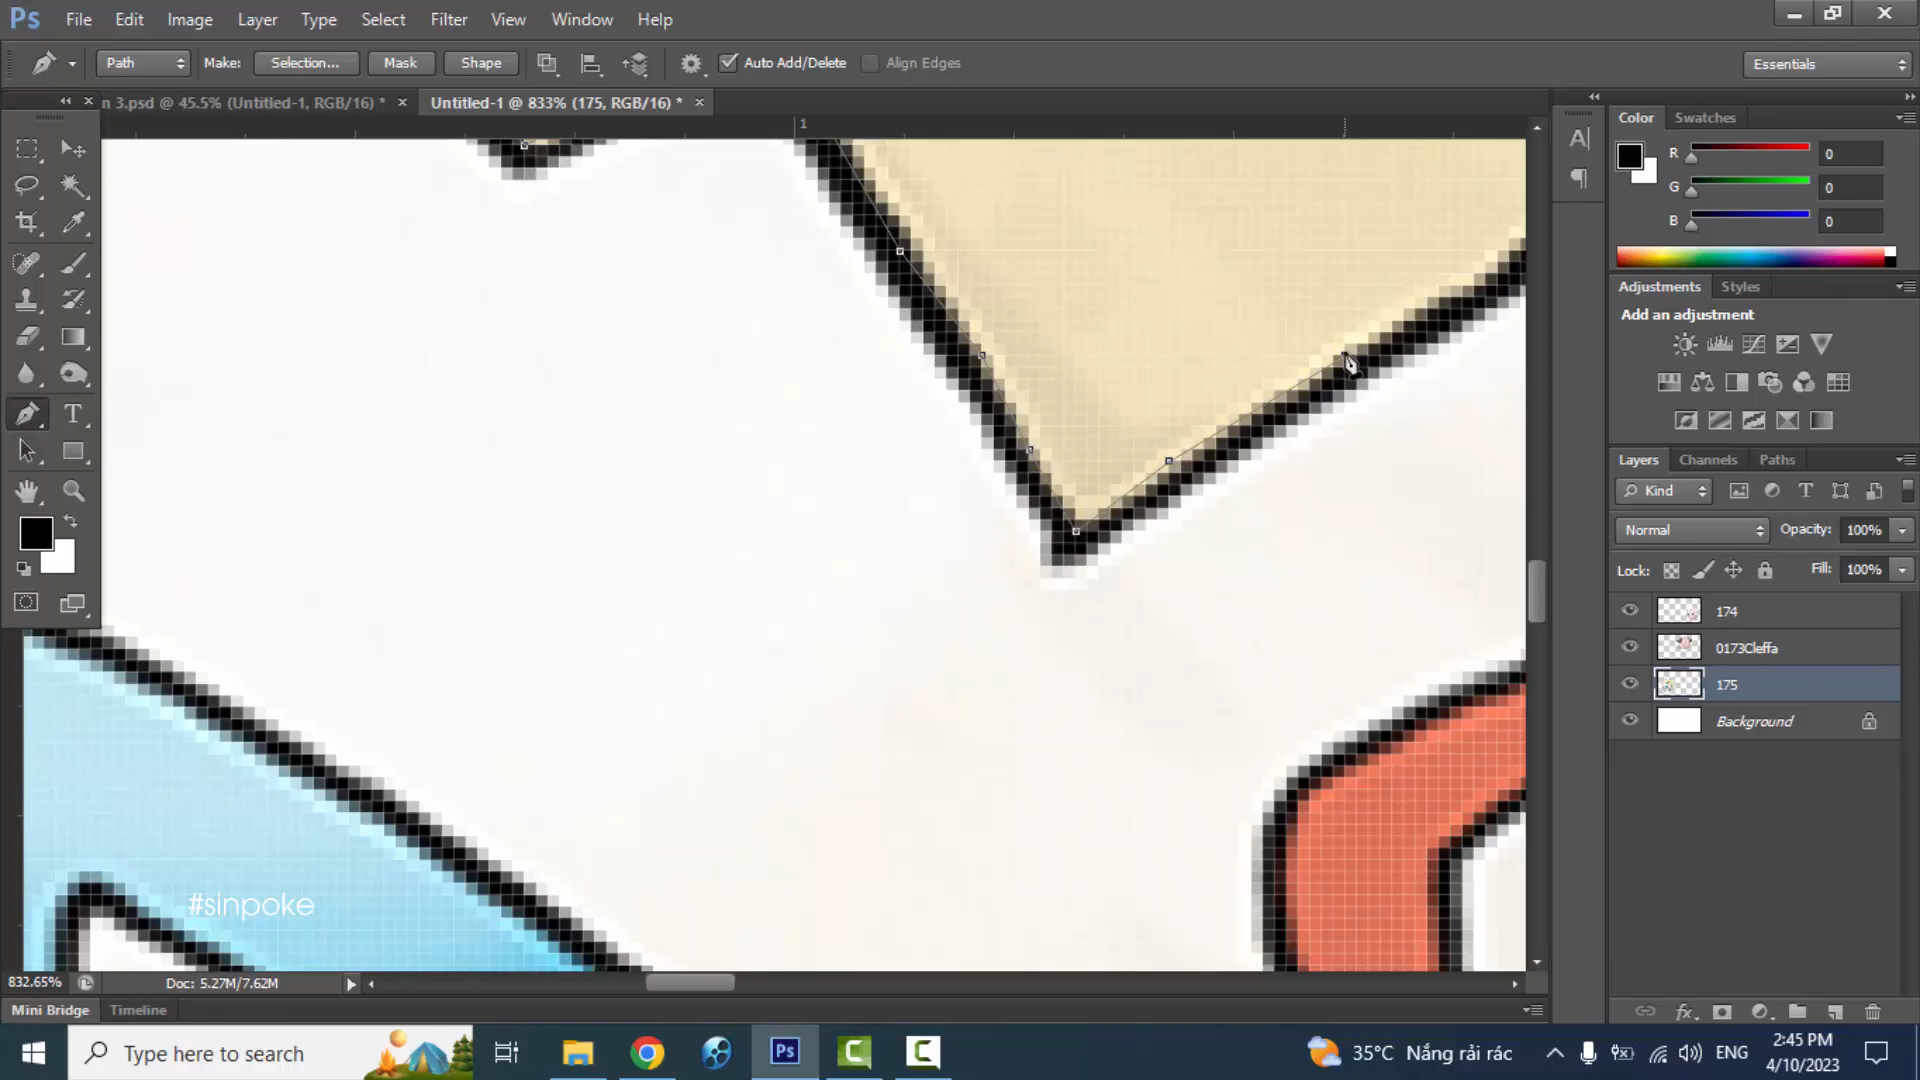 Ps File Edit Image Layer Type Select Filter View Window Help
Path Make: Selection... Mask Shape Auto Add/Delete Align Edges Essentials
n 3.psd @ 45.5% (Untitled-1, RGB/16) * Untitled-1 @ 833% (175, RGB/16) *
1
Color Swatches
R 0
G 0
B 0
Adjustments Styles
Add an adjustment
Layers Channels Paths
Kind
Normal Opacity: 100%
Lock: Fill: 100%
174
0173Cleffa
175
Background
#sinpoke
832.65% Doc: 5.27M/7.62M
Mini Bridge Timeline
Type here to search
Ps
35°C Nắng rải rác
ENG
2:45 PM
4/10/2023